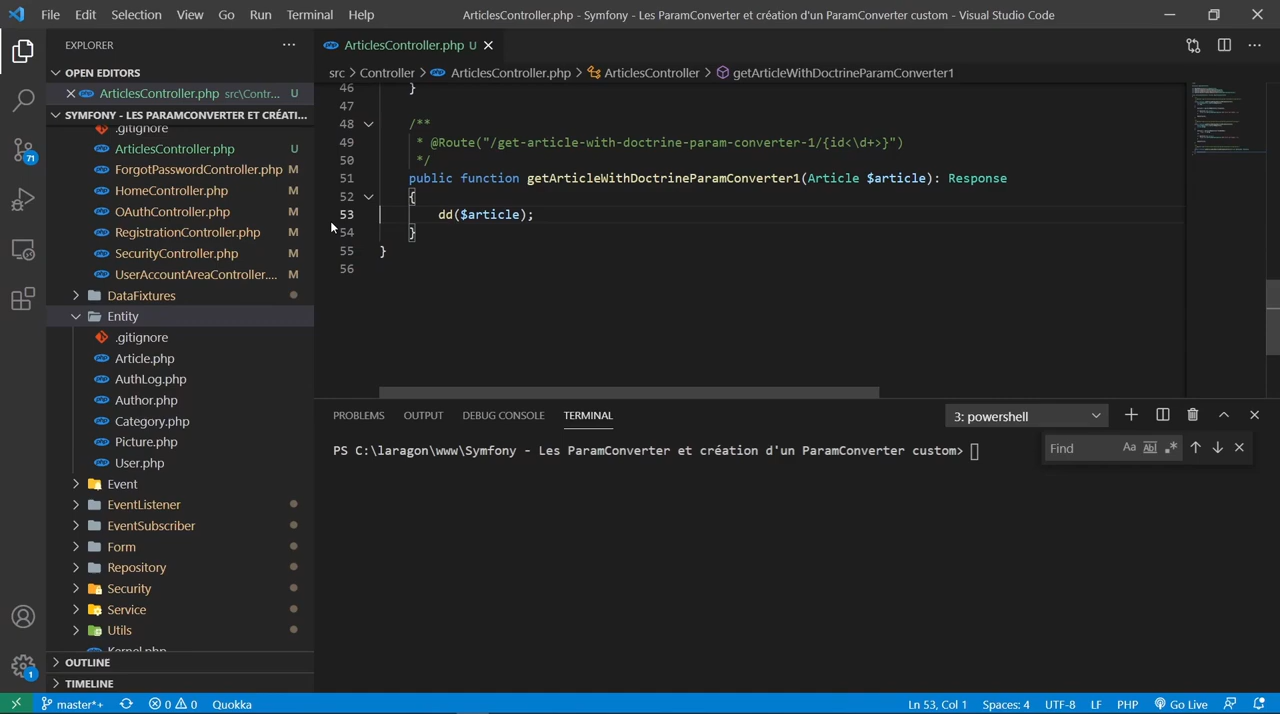 File Edit Selection View Go Run Terminal Help
ArticlesController.php - Symfony - Les ParamConverter et création d'un ParamConverter custom - Visual Studio Code
EXPLORER
OPEN EDITORS
ArticlesController.php src\Contr... U
SYMFONY - LES PARAMCONVERTER ET CRÉATI...
.gitignore
ArticlesController.php U
ForgotPasswordController.php M
HomeController.php M
OAuthController.php M
RegistrationController.php M
SecurityController.php M
UserAccountAreaController.... M
DataFixtures
Entity
.gitignore
Article.php
AuthLog.php
Author.php
Category.php
Picture.php
User.php
Event
EventListener
EventSubscriber
Form
Repository
Security
Service
Utils
Kernel.php
OUTLINE
TIMELINE
71
1
ArticlesController.php U
src > Controller > ArticlesController.php > ArticlesController > getArticleWithDoctrineParamConverter1
46 }
47
48 /**
49 * @Route("/get-article-with-doctrine-param-converter-1/{id<\d+>}")
50 */
51 public function getArticleWithDoctrineParamConverter1(Article $article): Response
52 {
53 dd($article);
54 }
55 }
56
PROBLEMS OUTPUT DEBUG CONSOLE TERMINAL
3: powershell
Find Aa Abl .*
PS C:\laragon\www\Symfony - Les ParamConverter et création d'un ParamConverter custom>
master*+ 0 0 Quokka
Ln 53, Col 1 Spaces: 4 UTF-8 LF PHP Go Live